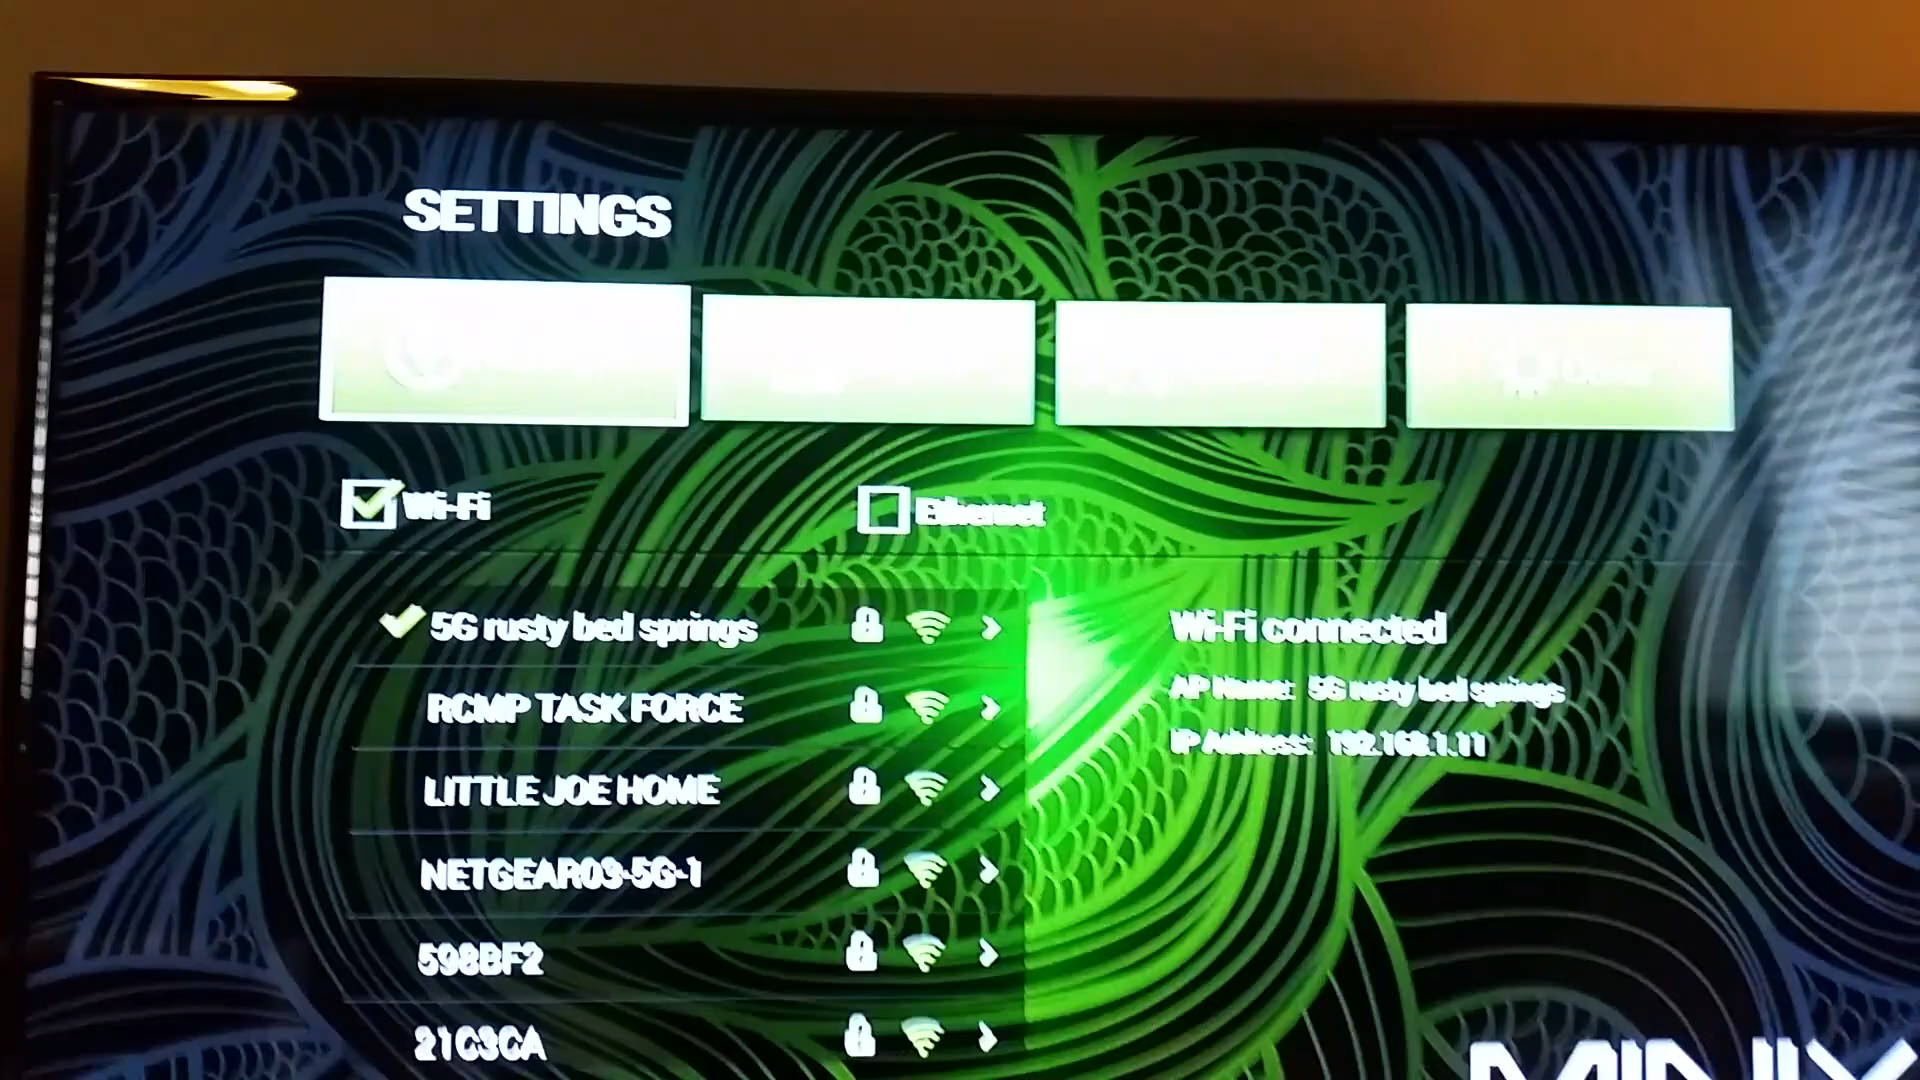 SETTINGS
Wi-Fi
Ethernet
5G rusty bed springs
RCMP TASK FORCE
LITTLE JOE HOME
NETGEAR03-5G-1
598BF2
21C3CA
Wi-Fi connected
AP Name: 5G rusty bed springs
IP Address: 192.168.1.11
MINIX